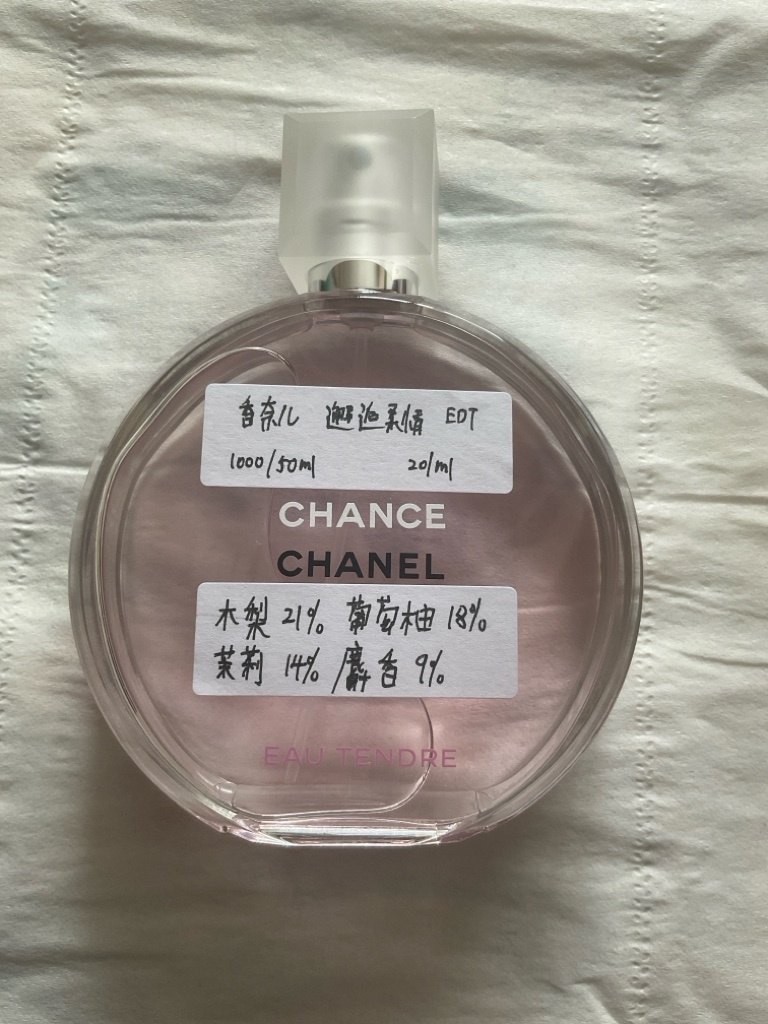 香奈儿 邂逅柔情 EDT
1000/50ml 20/ml
CHANCE
CHANEL
木梨 21% 葡萄柚 18%
茉莉 14% 麝香 9%
EAU TENDRE